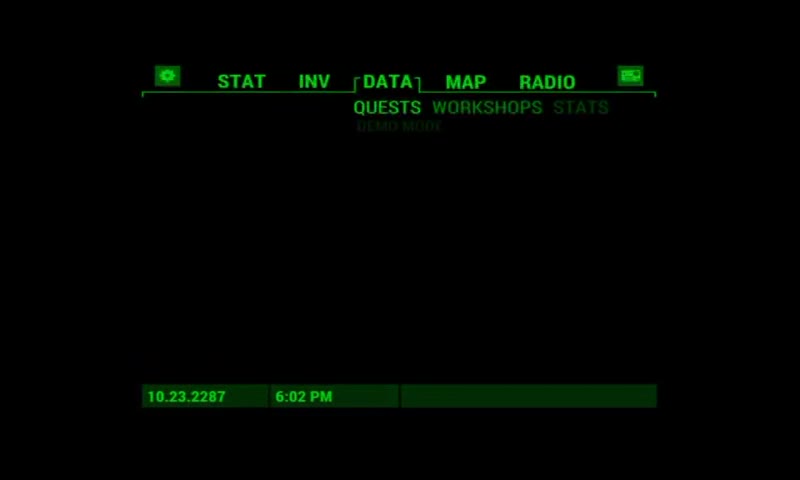 STAT INV DATA MAP RADIO
QUESTS WORKSHOPS STATS
DEMO MODE
10.23.2287 6:02 PM